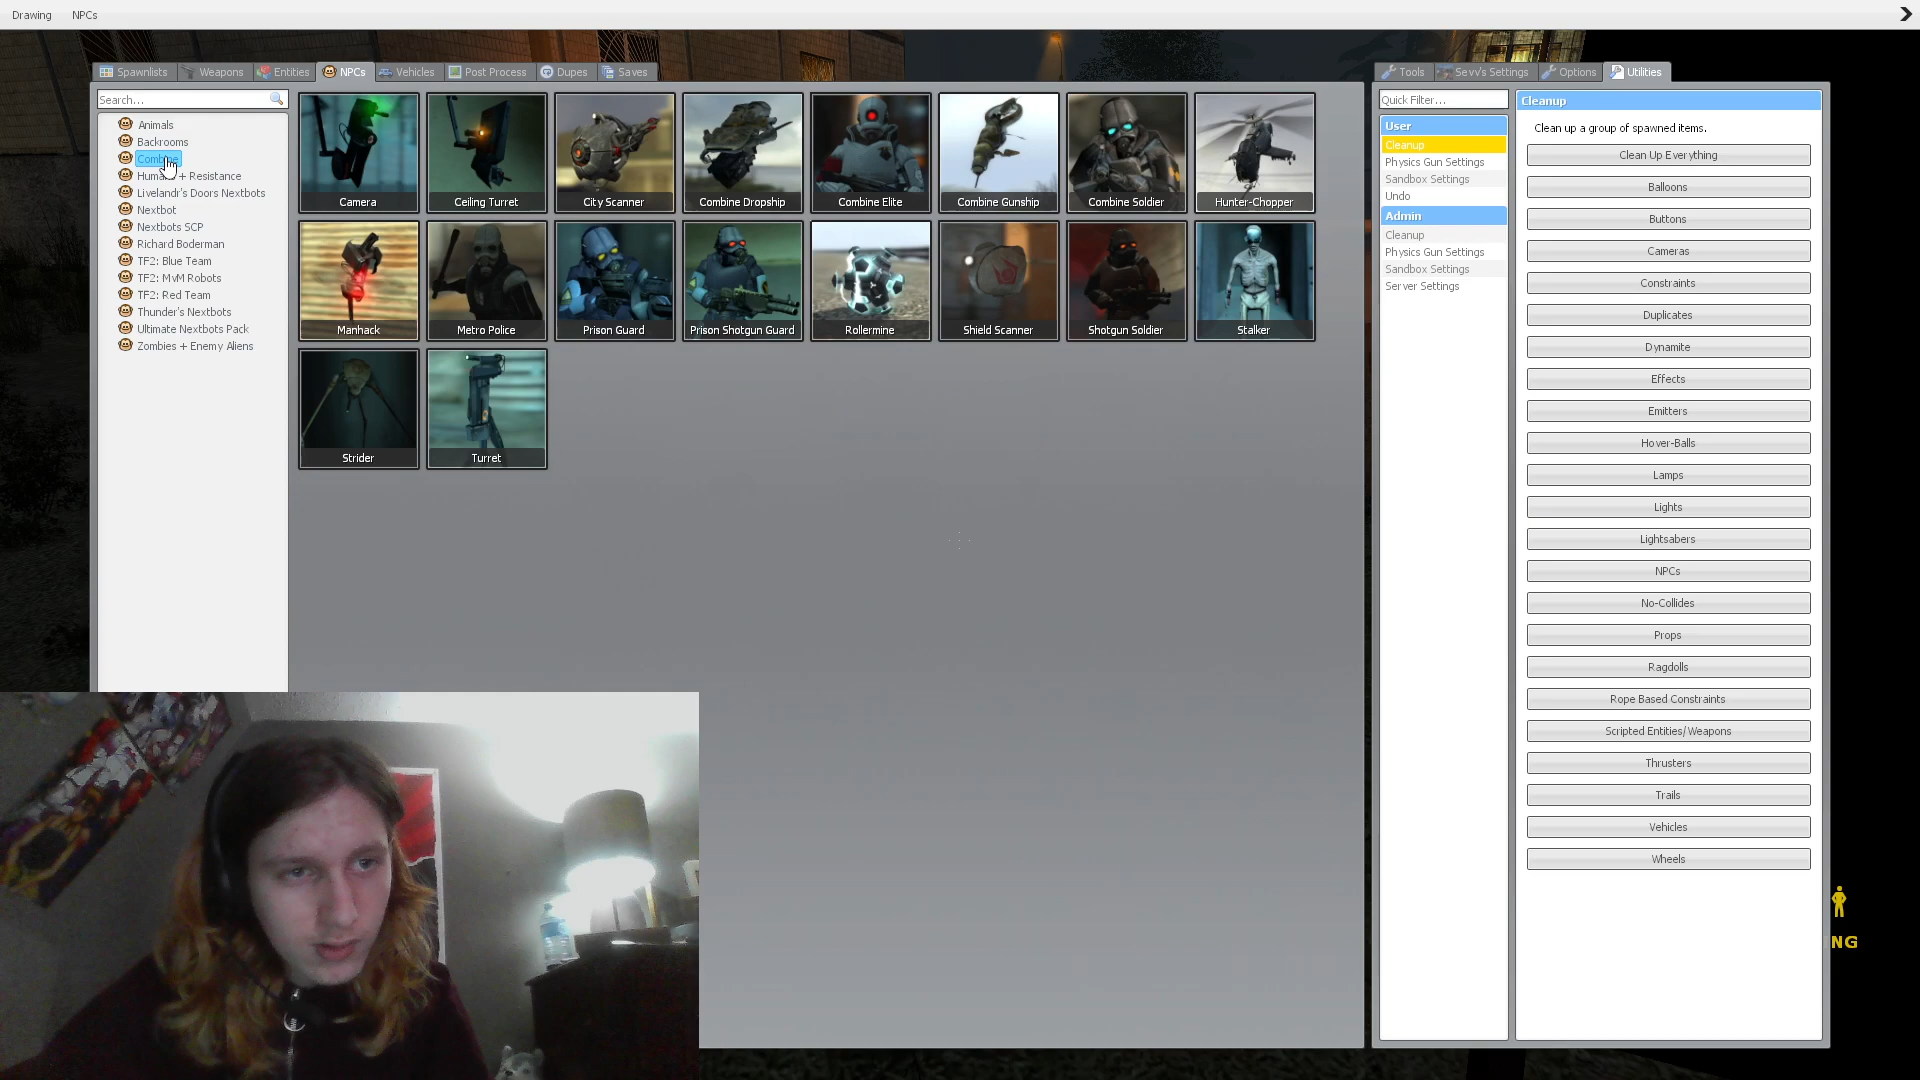 Drawing NPCs
Spawnlists Weapons Entities NPCs Vehicles Post Process Dupes Saves
Tools Sevv's Settings Options Utilities
Search...
Animals
Backrooms
Combine
Humans + Resistance
Livelandr's Doors Nextbots
Nextbot
Nextbots SCP
Richard Boderman
TF2: Blue Team
TF2: MvM Robots
TF2: Red Team
Thunder's Nextbots
Ultimate Nextbots Pack
Zombies + Enemy Aliens
Camera
Ceiling Turret
City Scanner
Combine Dropship
Combine Elite
Combine Gunship
Combine Soldier
Hunter-Chopper
Manhack
Metro Police
Prison Guard
Prison Shotgun Guard
Rollermine
Shield Scanner
Shotgun Soldier
Stalker
Strider
Turret
Quick Filter...
User
Cleanup
Physics Gun Settings
Sandbox Settings
Undo
Admin
Cleanup
Physics Gun Settings
Sandbox Settings
Server Settings
Cleanup
Clean up a group of spawned items.
Clean Up Everything
Balloons
Buttons
Cameras
Constraints
Duplicates
Dynamite
Effects
Emitters
Hover-Balls
Lamps
Lights
Lightsabers
NPCs
No-Collides
Props
Ragdolls
Rope Based Constraints
Scripted Entities/Weapons
Thrusters
Trails
Vehicles
Wheels
NG